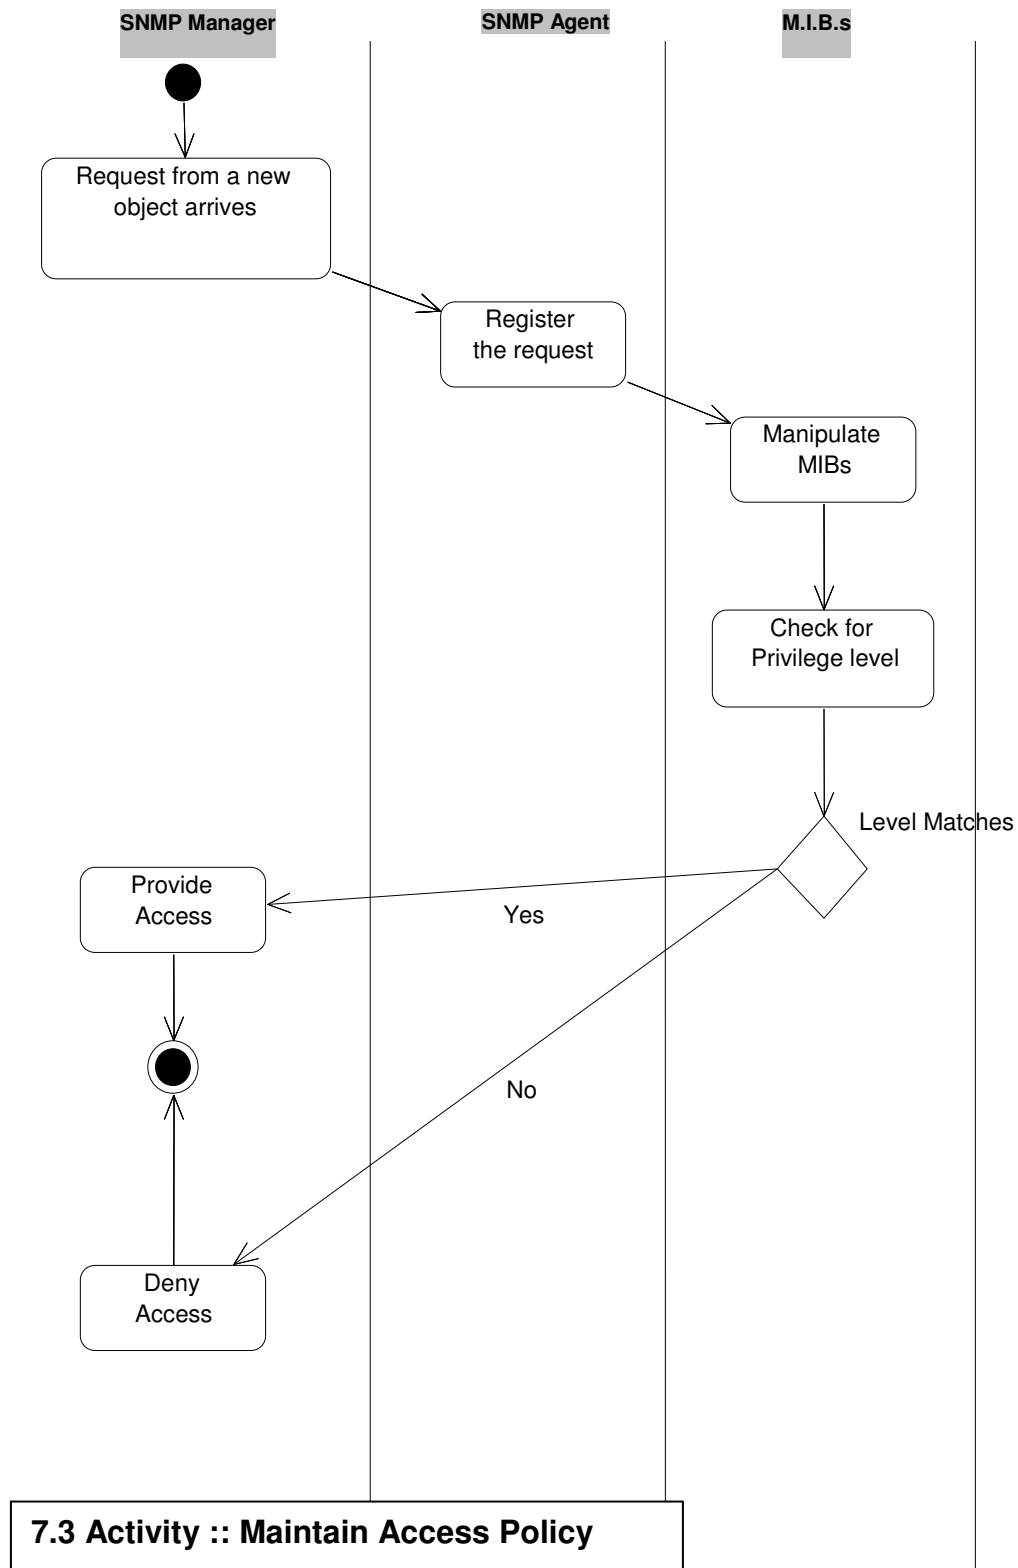 SNMP Manager
SNMP Agent
M.I.B.s
Request from a new
object arrives
Register
the request
Manipulate
MIBs
Check for
Privilege level
Level Matches
Provide
Access
Yes
No
Deny
Access
7.3 Activity :: Maintain Access Policy